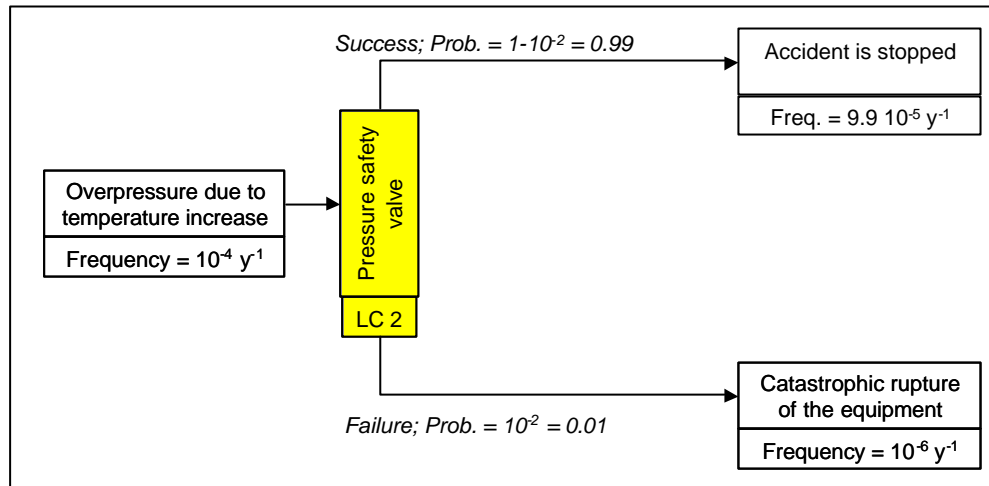 Success; Prob. = 1-10⁻² = 0.99
Accident is stopped
Freq. = 9.9 10⁻⁵ y⁻¹
Pressure safety
valve
LC 2
Overpressure due to
temperature increase
Frequency = 10⁻⁴ y⁻¹
Failure; Prob. = 10⁻² = 0.01
Catastrophic rupture
of the equipment
Frequency = 10⁻⁶ y⁻¹